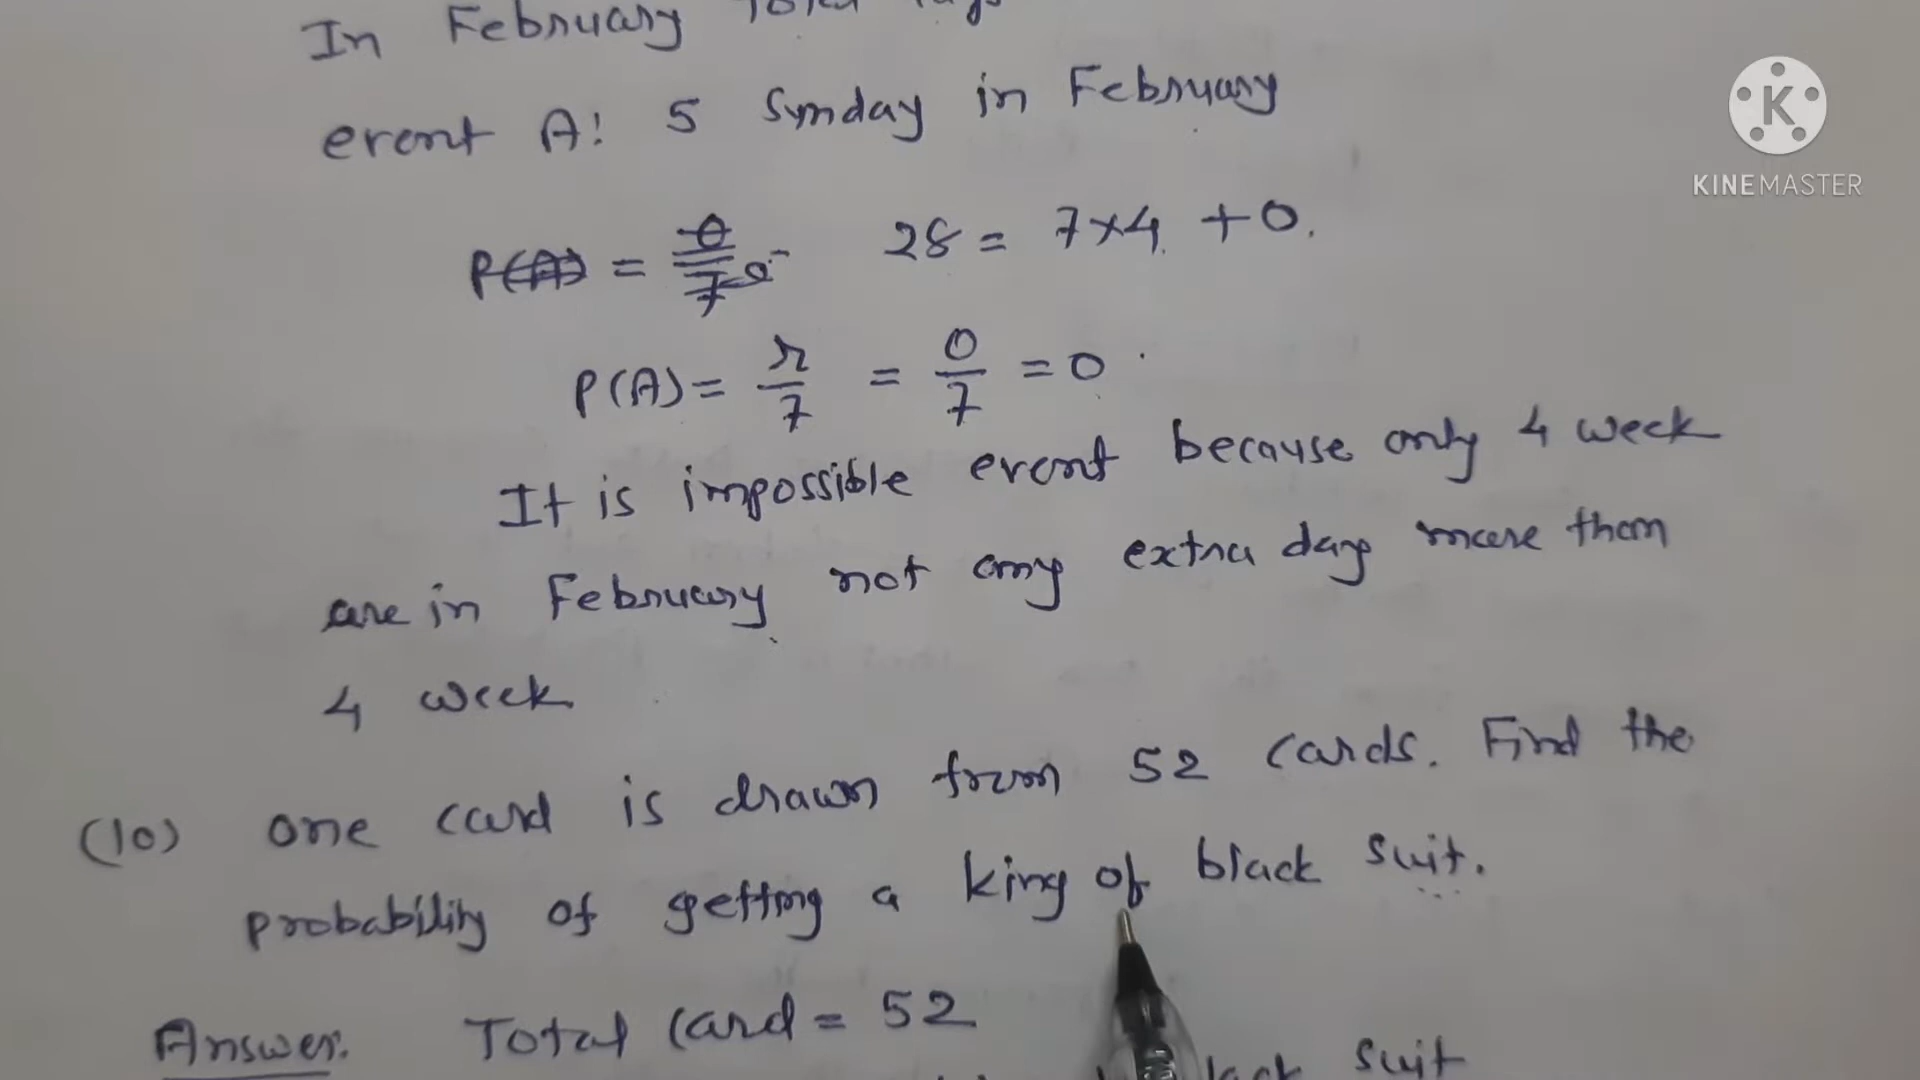 In February Total
event A! 5 Sunday in February
K
KINEMASTER
P(A) = 0/7 28 = 7×4 + 0.
P(A) = r/7 = 0/7 = 0
It is impossible event because only 4 week
are in February not any extra day more than
4 week
(10) one card is drawn from 52 cards. Find the
probability of getting a king of black suit.
Answer. Total card = 52
black suit